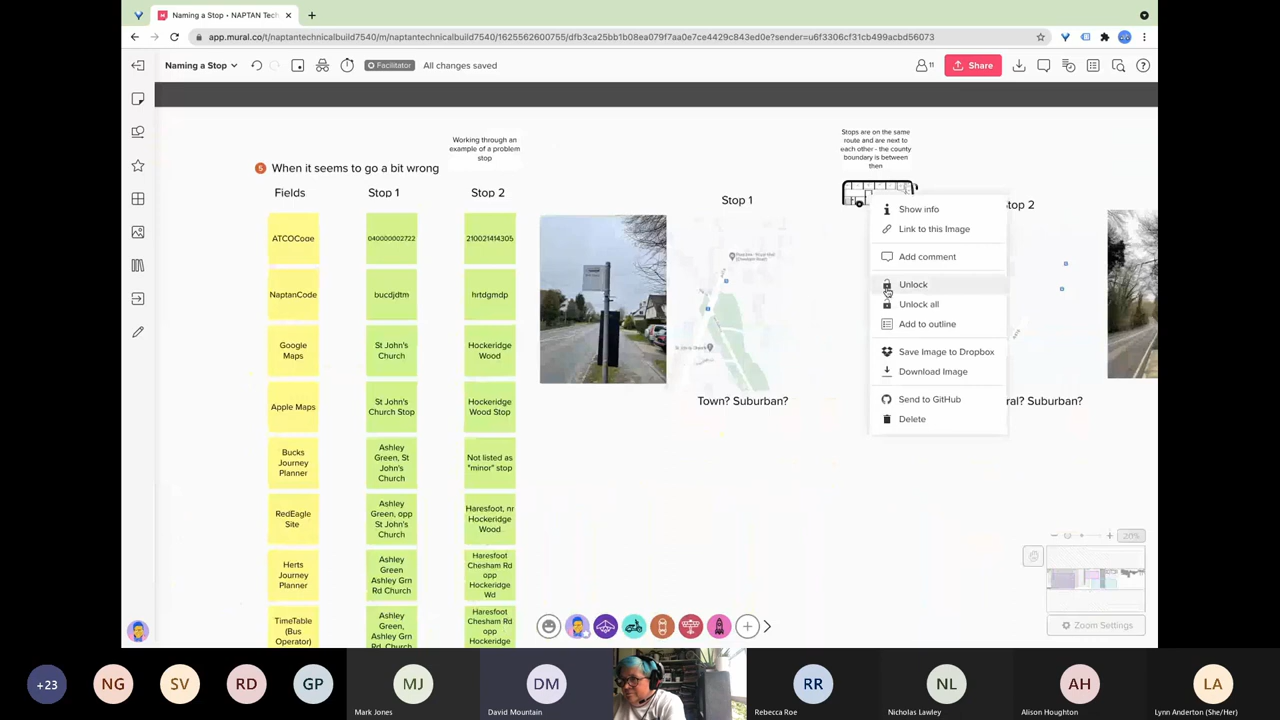 Naming a Stop • NAPTAN Tech
app.mural.co/t/naptantechnicalbuild7540/m/naptantechnicalbuild7540/1625562600755/dfb3ca25bb1b08ea079f7aa0e7ce4429c843ed0e?sender=u6f3306cf31cb499acbd56073
Naming a Stop
Facilitator
All changes saved
11
Share
Working through an
example of a problem
stop
5 When it seems to go a bit wrong
Fields
Stop 1
Stop 2
ATCOCode
040000002722
210021414305
NaptanCode
bucdjdtm
hrtdgmdp
Google
Maps
St John's
Church
Hockeridge
Wood
Apple Maps
St John's
Church Stop
Hockeridge
Wood Stop
Bucks
Journey
Planner
Ashley
Green, St
John's
Church
Not listed as
"minor" stop
RedEagle
Site
Ashley
Green, opp
St John's
Church
Haresfoot, nr
Hockeridge
Wood
Herts
Journey
Planner
Ashley
Green
Ashley Grn
Rd Church
Haresfoot
Chesham Rd
opp
Hockeridge
Wd
TimeTable
(Bus
Operator)
Ashley
Green,
Ashley Grn
Haresfoot
Chesham Rd
opp
Hockeridge
Stop 1
Town? Suburban?
Stops are on the same
route and are next to
each other - the county
boundary is between
then
top 2
ral? Suburban?
Show info
Link to this Image
Add comment
Unlock
Unlock all
Add to outline
Save Image to Dropbox
Download Image
Send to GitHub
Delete
20%
Zoom Settings
+23
NG
SV
RD
GP
MJ
Mark Jones
DM
David Mountain
RR
Rebecca Roe
NL
Nicholas Lawley
AH
Alison Houghton
LA
Lynn Anderton (She/Her)